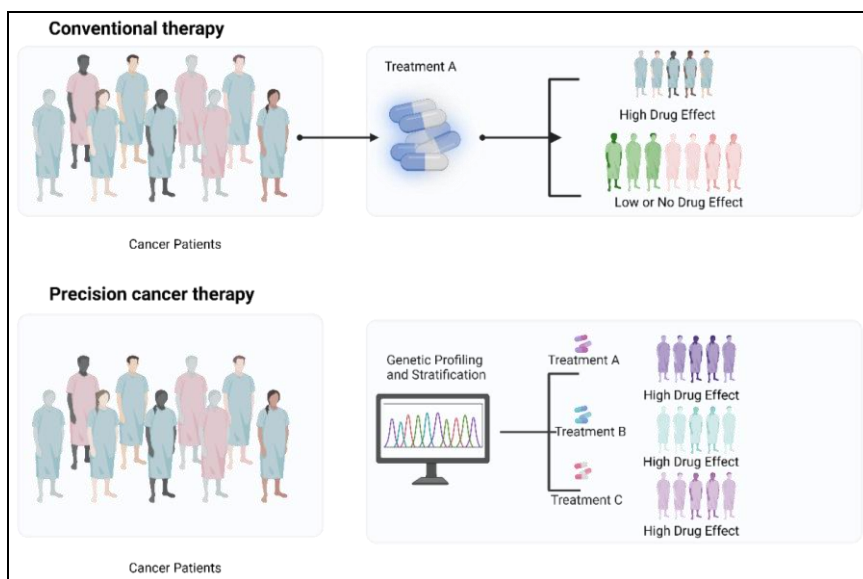 Conventional therapy
Treatment A
High Drug Effect
Low or No Drug Effect
Cancer Patients
Precision cancer therapy
Genetic Profiling
and Stratification
Treatment A
High Drug Effect
Treatment B
High Drug Effect
Treatment C
High Drug Effect
Cancer Patients